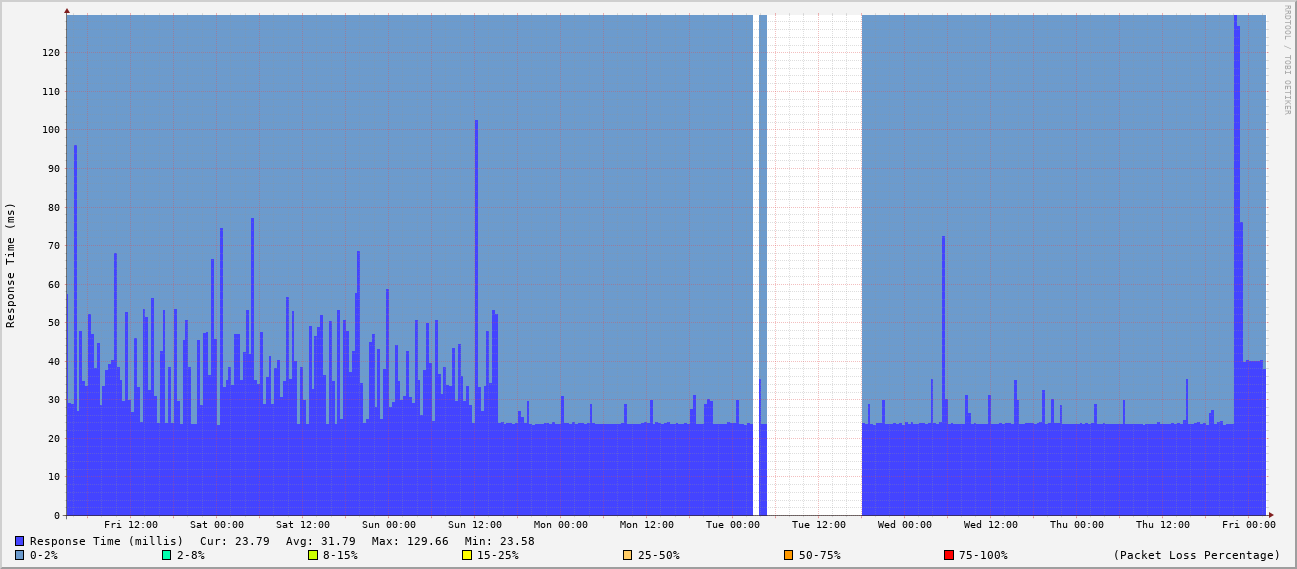 RRDTOOL / TOBI OETIKER
Response Time (ms)
120
110
100
90
80
70
60
50
40
30
20
10
0
Fri 12:00 Sat 00:00 Sat 12:00 Sun 00:00 Sun 12:00 Mon 00:00 Mon 12:00 Tue 00:00 Tue 12:00 Wed 00:00 Wed 12:00 Thu 00:00 Thu 12:00 Fri 00:00
Response Time (millis) Cur: 23.79 Avg: 31.79 Max: 129.66 Min: 23.58
0-2% 2-8% 8-15% 15-25% 25-50% 50-75% 75-100% (Packet Loss Percentage)